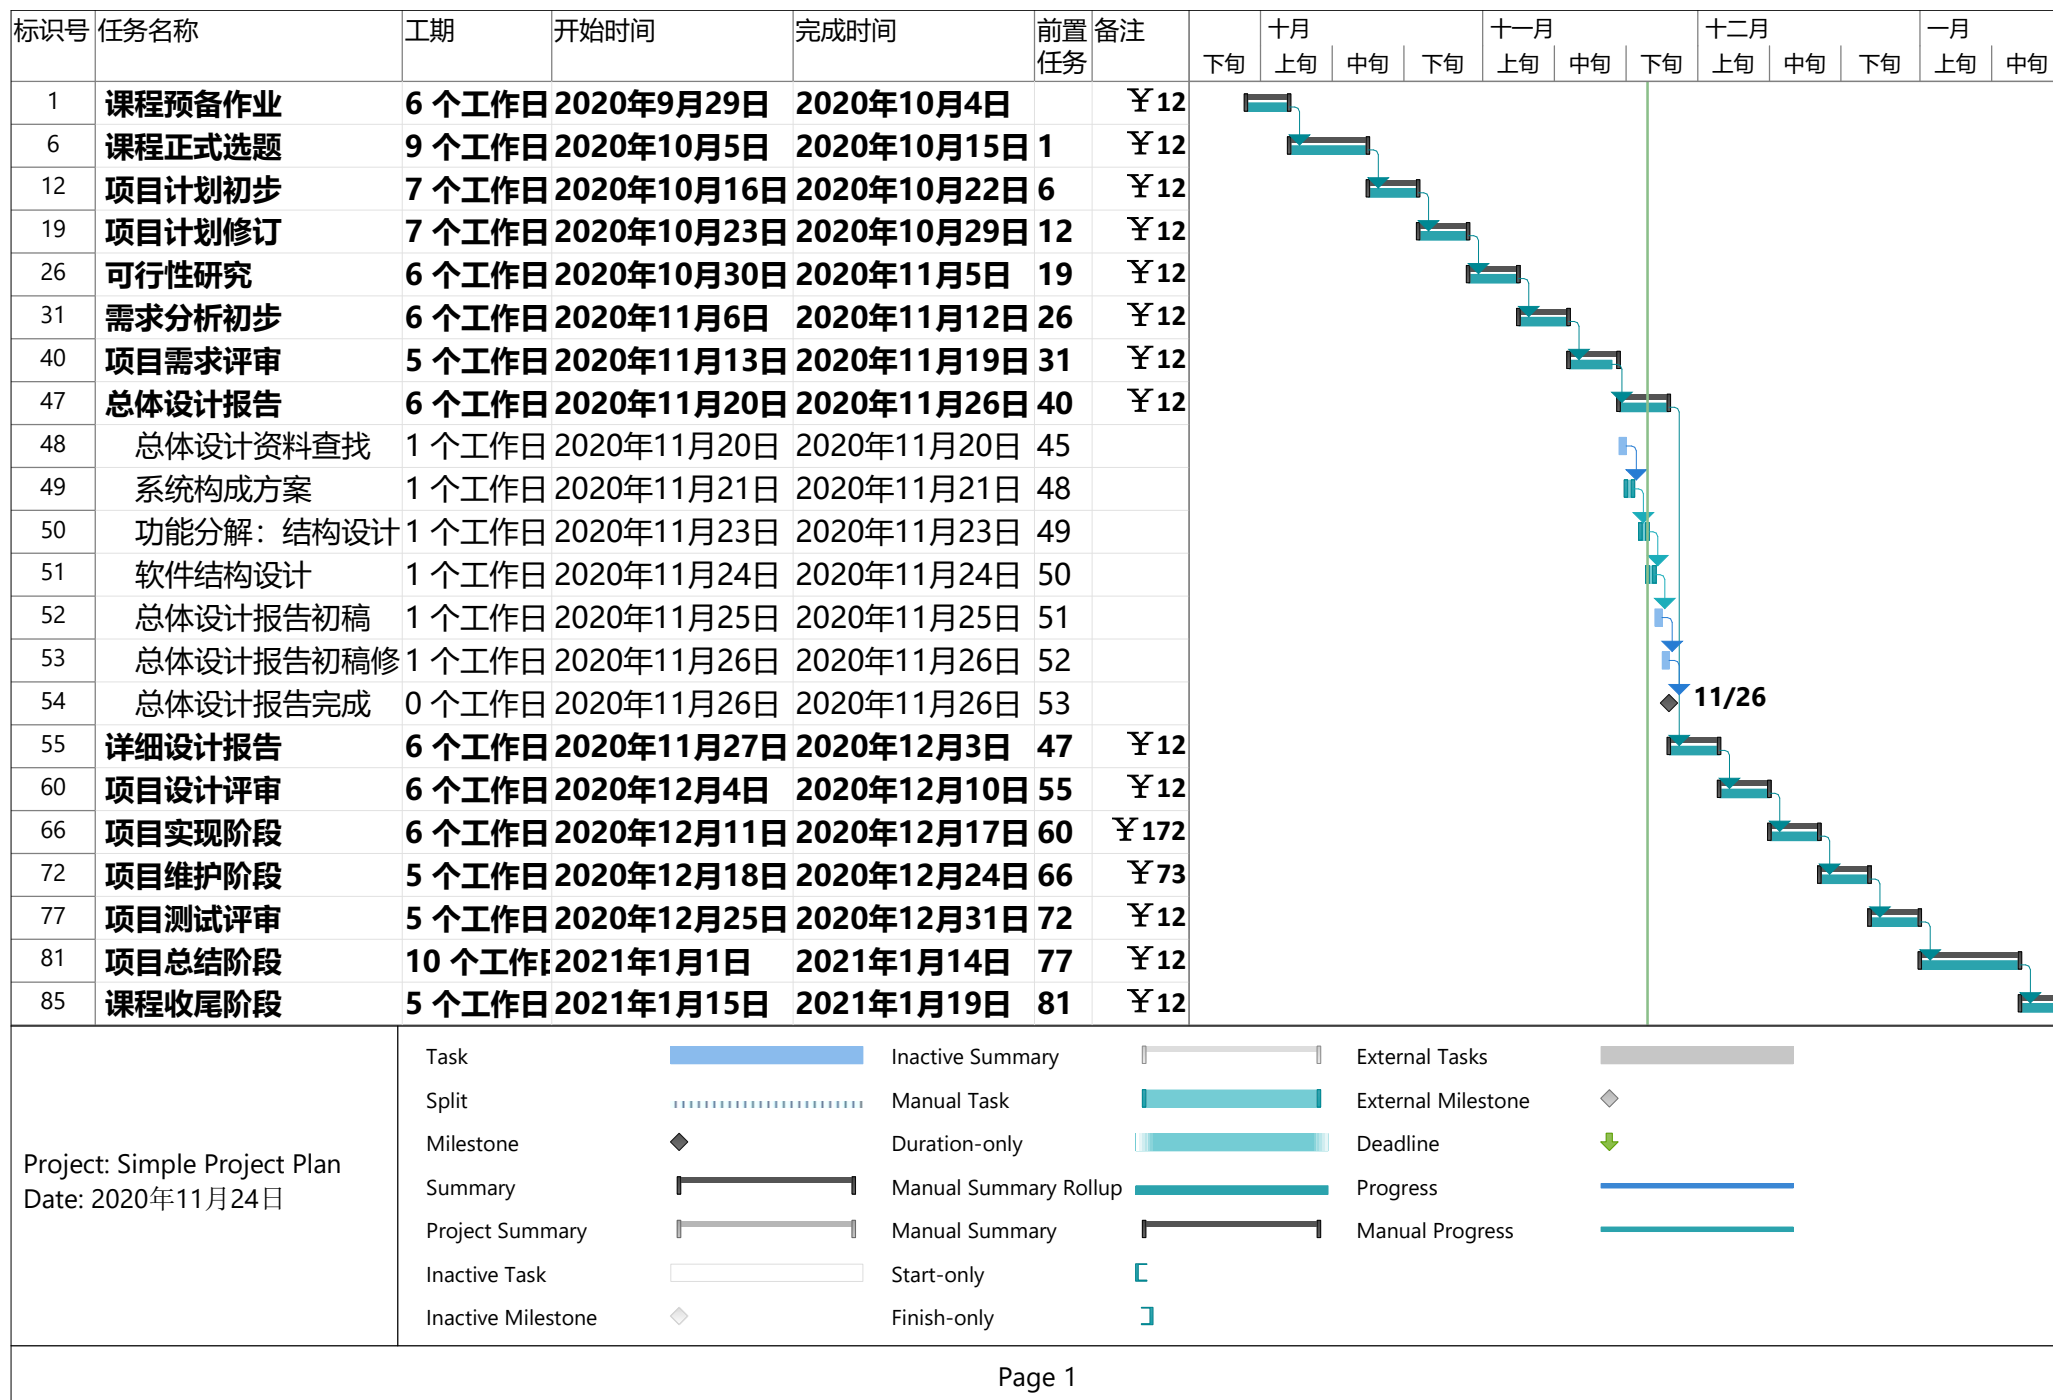 标识号 任务名称 工期 开始时间 完成时间 前置任务 备注 十月 十一月 十二月 一月
下旬 上旬 中旬 下旬 上旬 中旬 下旬 上旬 中旬 下旬 上旬 中旬
1 课程预备作业 6 个工作日 2020年9月29日 2020年10月4日 ¥12
6 课程正式选题 9 个工作日 2020年10月5日 2020年10月15日 1 ¥12
12 项目计划初步 7 个工作日 2020年10月16日 2020年10月22日 6 ¥12
19 项目计划修订 7 个工作日 2020年10月23日 2020年10月29日 12 ¥12
26 可行性研究 6 个工作日 2020年10月30日 2020年11月5日 19 ¥12
31 需求分析初步 6 个工作日 2020年11月6日 2020年11月12日 26 ¥12
40 项目需求评审 5 个工作日 2020年11月13日 2020年11月19日 31 ¥12
47 总体设计报告 6 个工作日 2020年11月20日 2020年11月26日 40 ¥12
48 总体设计资料查找 1 个工作日 2020年11月20日 2020年11月20日 45
49 系统构成方案 1 个工作日 2020年11月21日 2020年11月21日 48
50 功能分解：结构设计 1 个工作日 2020年11月23日 2020年11月23日 49
51 软件结构设计 1 个工作日 2020年11月24日 2020年11月24日 50
52 总体设计报告初稿 1 个工作日 2020年11月25日 2020年11月25日 51
53 总体设计报告初稿修 1 个工作日 2020年11月26日 2020年11月26日 52
54 总体设计报告完成 0 个工作日 2020年11月26日 2020年11月26日 53 11/26
55 详细设计报告 6 个工作日 2020年11月27日 2020年12月3日 47 ¥12
60 项目设计评审 6 个工作日 2020年12月4日 2020年12月10日 55 ¥12
66 项目实现阶段 6 个工作日 2020年12月11日 2020年12月17日 60 ¥172
72 项目维护阶段 5 个工作日 2020年12月18日 2020年12月24日 66 ¥73
77 项目测试评审 5 个工作日 2020年12月25日 2020年12月31日 72 ¥12
81 项目总结阶段 10 个工作 2021年1月1日 2021年1月14日 77 ¥12
85 课程收尾阶段 5 个工作日 2021年1月15日 2021年1月19日 81 ¥12
Project: Simple Project Plan
Date: 2020年11月24日
Task
Split
Milestone
Summary
Project Summary
Inactive Task
Inactive Milestone
Inactive Summary
Manual Task
Duration-only
Manual Summary Rollup
Manual Summary
Start-only
Finish-only
External Tasks
External Milestone
Deadline
Progress
Manual Progress
Page 1